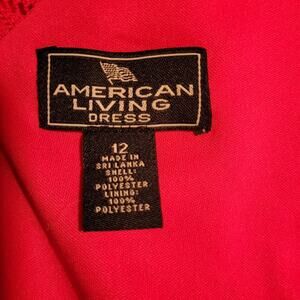 AMERICAN
LIVING
DRESS
12
MADE IN
SRI LANKA
SHELL:
100%
POLYESTER
LINING:
100%
POLYESTER